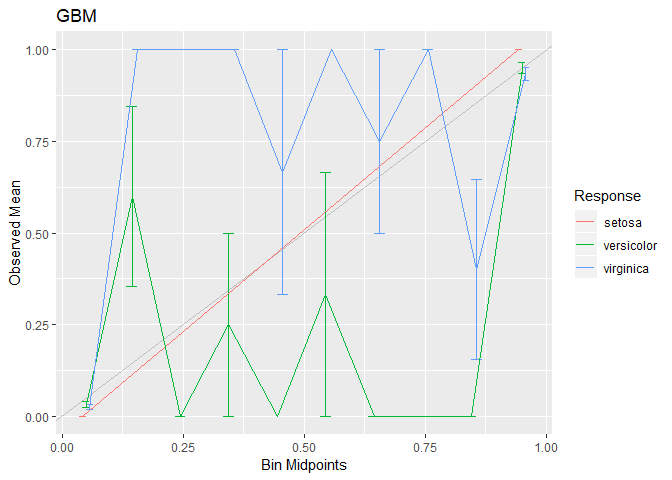 GBM
1.00
0.75
0.50
0.25
0.00
Observed Mean
0.00 0.25 0.50 0.75 1.00
Bin Midpoints
Response
setosa
versicolor
virginica